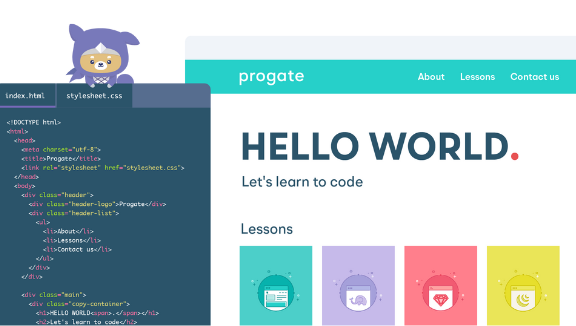 progate
About
Lessons
Contact us
index.html
stylesheet.css
<!DOCTYPE html>
<html>
<head>
<meta charset="utf-8">
<title>Progate</title>
<link rel="stylesheet" href="stylesheet.css">
</head>
<body>
<div class="header">
<div class="header-logo">Progate</div>
<div class="header-list">
<ul>
<li>About</li>
<li>Lessons</li>
<li>Contact us</li>
</ul>
</div>
</div>
<div class="main">
<div class="copy-container">
<h1>HELLO WORLD<span>.</span></h1>
<h2>Let's learn to code</h2>
HELLO WORLD.
Let's learn to code
Lessons